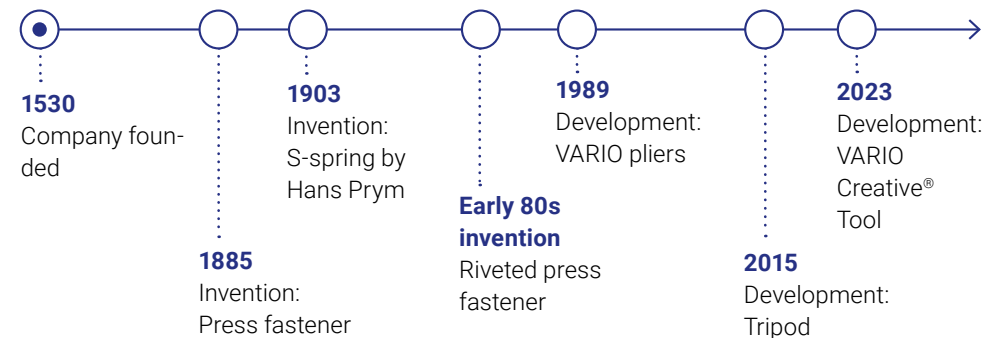 1530
Company foun-
ded
1885
Invention:
Press fastener
1903
Invention:
S-spring by
Hans Prym
Early 80s
invention
Riveted press
fastener
1989
Development:
VARIO pliers
2015
Development:
Tripod
2023
Development:
VARIO
Creative®
Tool